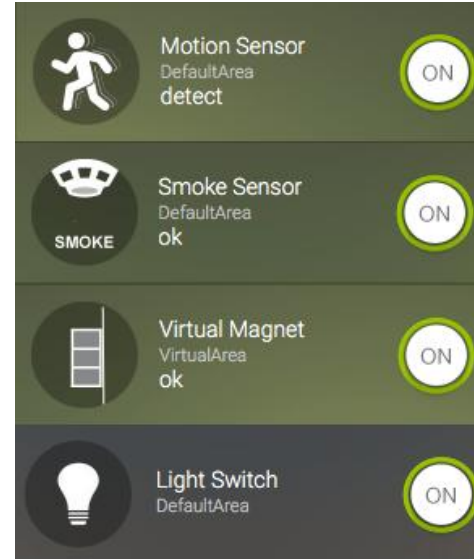 Motion Sensor
DefaultArea
detect
ON
SMOKE
Smoke Sensor
DefaultArea
ok
ON
Virtual Magnet
VirtualArea
ok
ON
Light Switch
DefaultArea
ON